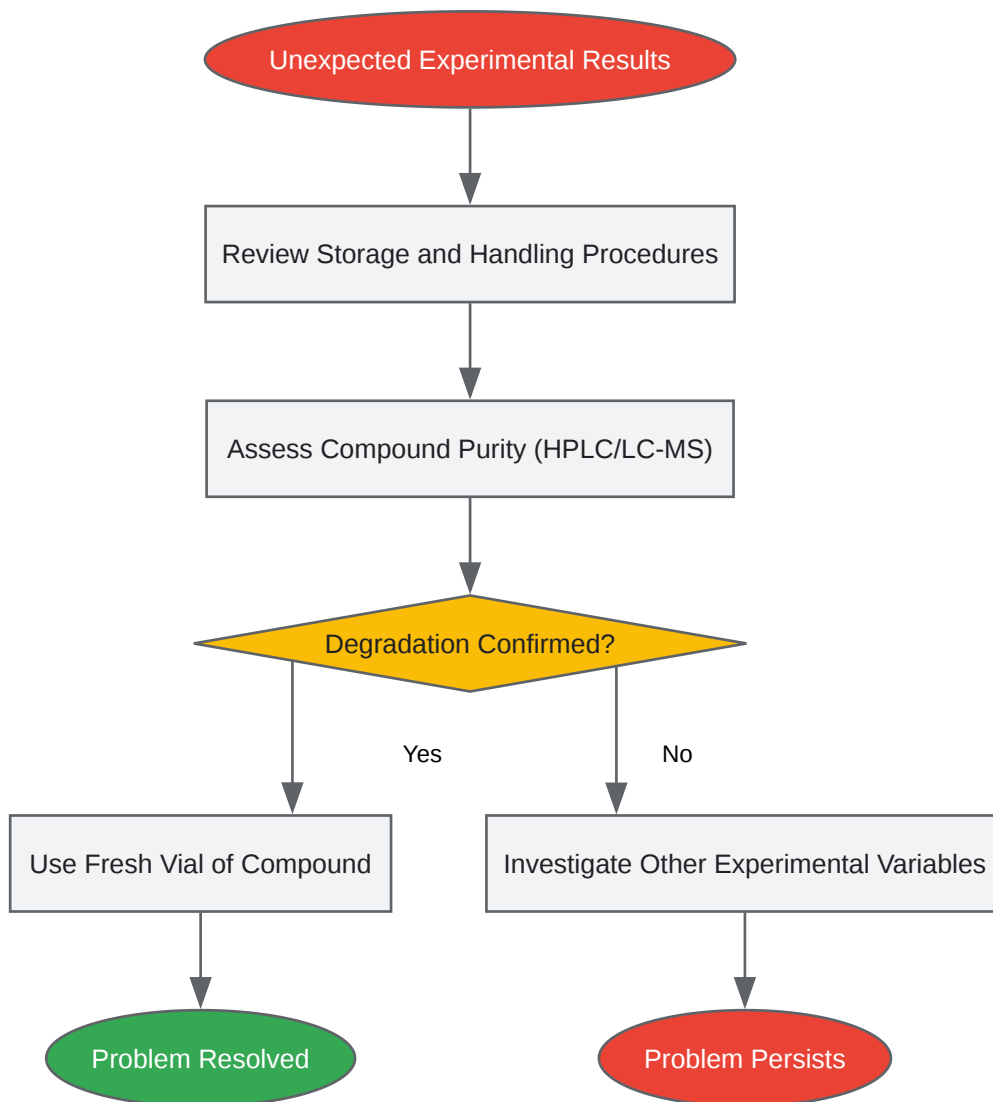 Unexpected Experimental Results
Review Storage and Handling Procedures
Assess Compound Purity (HPLC/LC-MS)
Degradation Confirmed?
Yes
No
Use Fresh Vial of Compound
Investigate Other Experimental Variables
Problem Resolved
Problem Persists